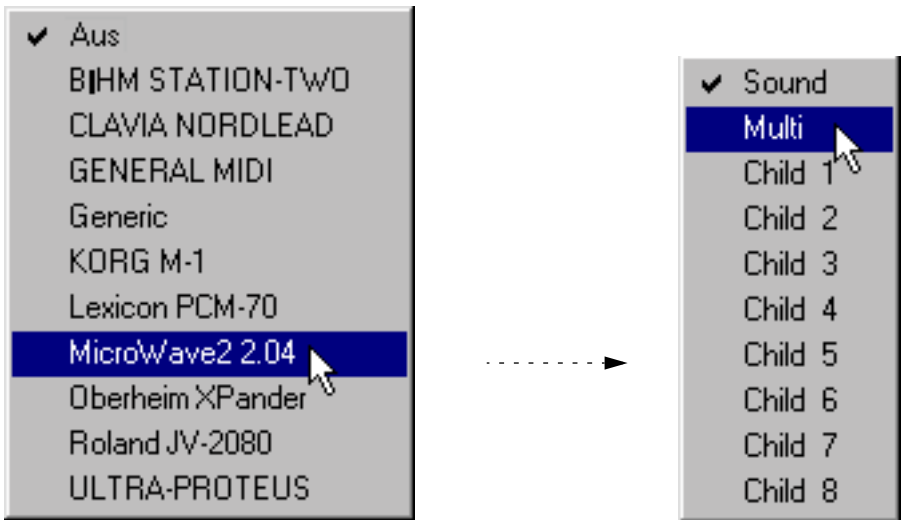 Aus
BIHM STATION-TWO
CLAVIA NORDLEAD
GENERAL MIDI
Generic
KORG M-1
Lexicon PCM-70
MicroWave2 2.04
Oberheim XPander
Roland JV-2080
ULTRA-PROTEUS
Sound
Multi
Child 1
Child 2
Child 3
Child 4
Child 5
Child 6
Child 7
Child 8